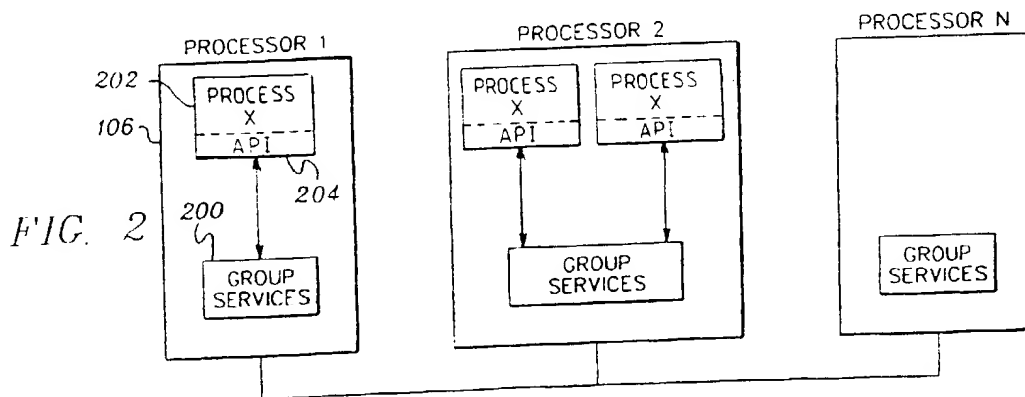 PROCESSOR 1
PROCESSOR 2
PROCESSOR N
202
PROCESS
X
API
PROCESS
X
API
PROCESS
X
API
106
204
FIG. 2
200
GROUP
SERVICES
GROUP
SERVICES
GROUP
SERVICES